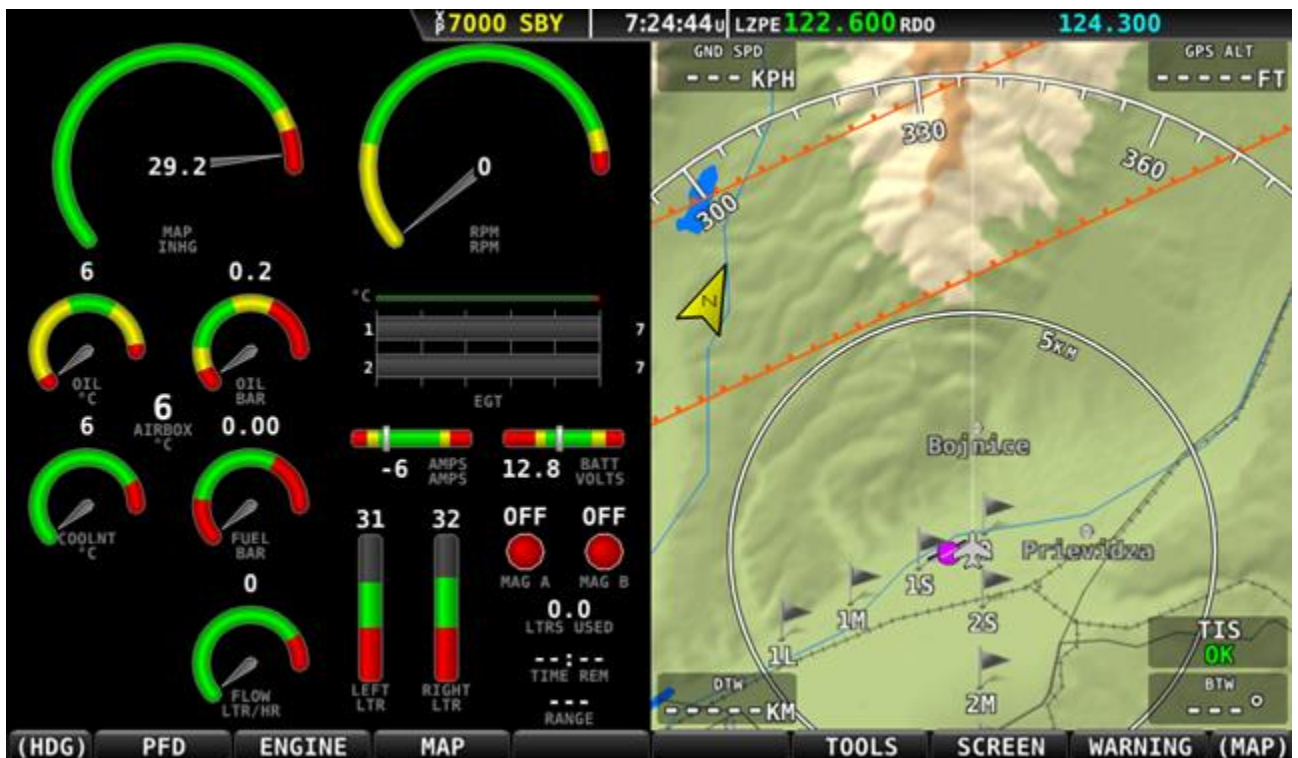 XP 7000 SBY 7:24:44U LZPE 122.600 RDO 124.300
GND SPD
--- KPH
GPS ALT
-----FT
29.2
MAP
INHG
0
RPM
RPM
6
OIL
°C
0.2
OIL
BAR
6
AIRBOX
°C
6
COOLNT
°C
0.00
FUEL
BAR
0
FLOW
LTR/HR
°C
1 7
2 7
EGT
-6 AMPS
AMPS
12.8 BATT
VOLTS
31
LEFT
LTR
32
RIGHT
LTR
OFF
MAG A
OFF
MAG B
0.0
LTRS USED
--:--
TIME REM
---
RANGE
300
330
360
N
5KM
Bojnice
Prievidza
1S
1M
1L
2S
2M
TIS
OK
DTW
-----KM
BTW
---°
(HDG) PFD ENGINE MAP TOOLS SCREEN WARNING (MAP)